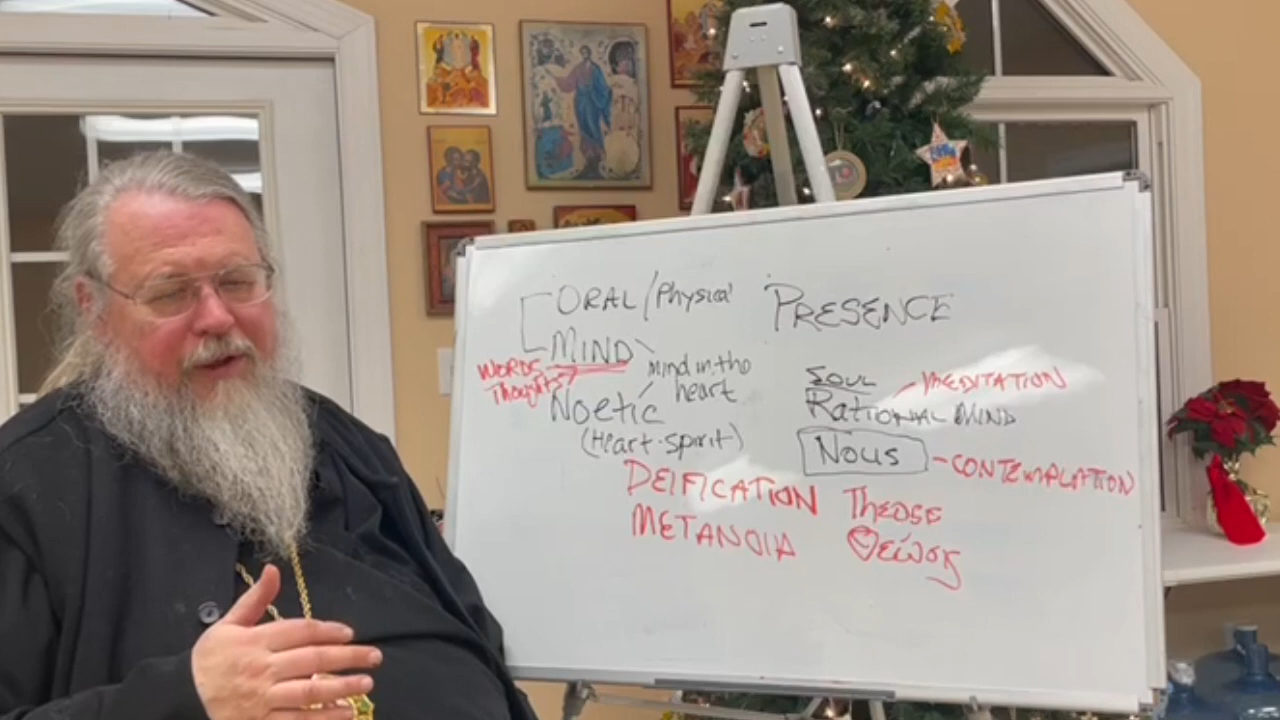 ORAL / Physical PRESENCE
MIND
WORDS
Thoughts
mind in the
heart
Noetic
(Heart-spirit)
SOUL
RATIONAL MIND
- MEDITATION
Nous
- CONTEMPLATION
DEIFICATION THEOSE
METANOIA Θείωση